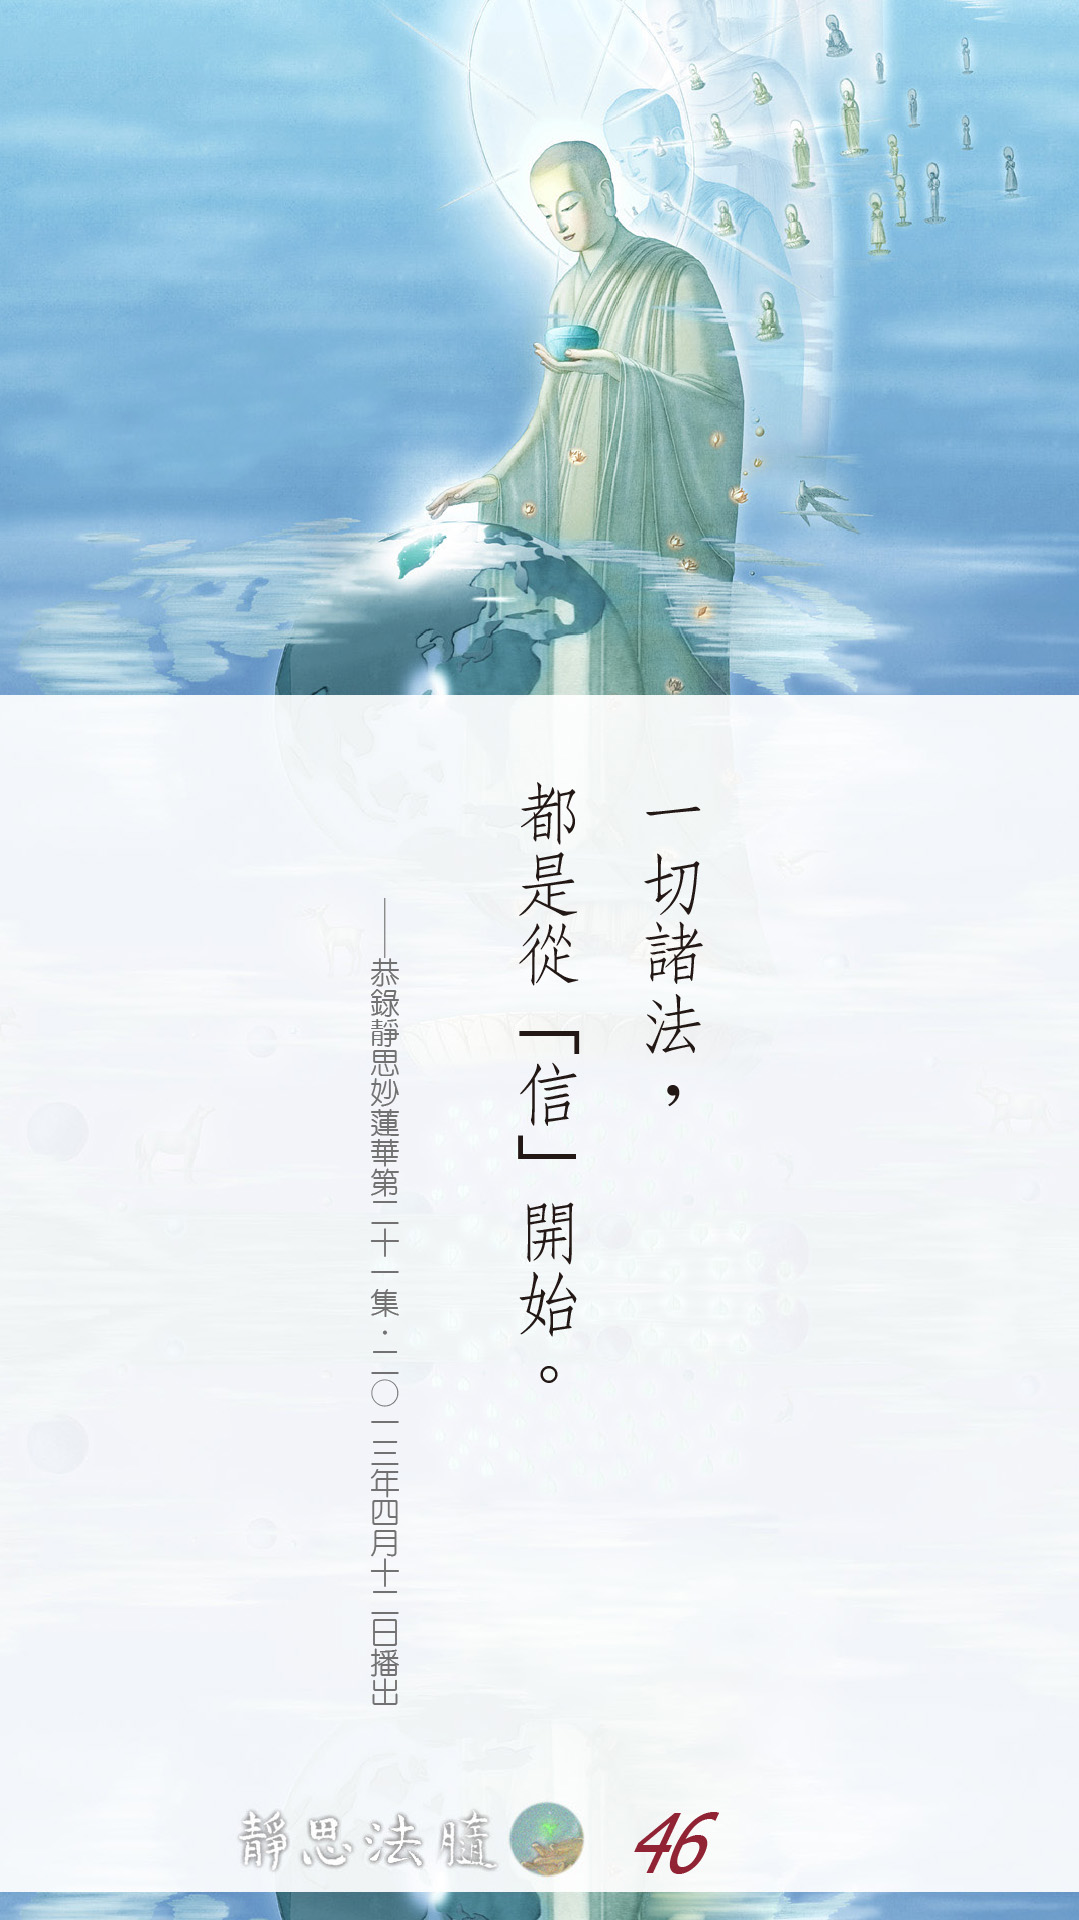 一切諸法，
都是從「信」開始。
——恭錄靜思妙蓮華第二十一集·二〇一三年四月十二日播出
靜思法髓
46